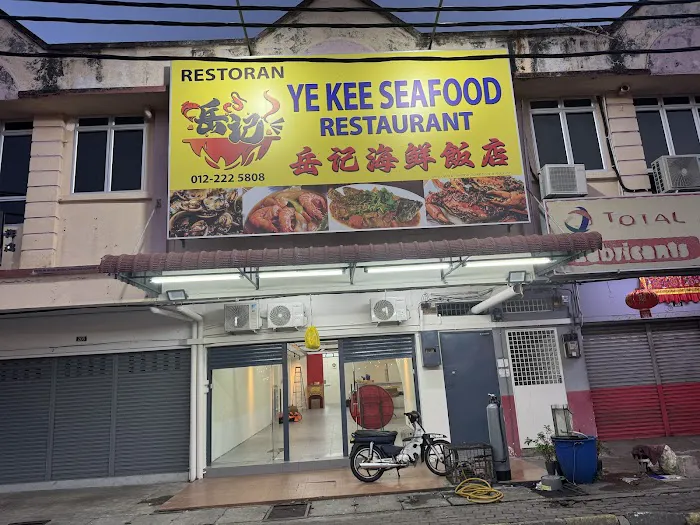 RESTORAN
岳记
012-222 5808
YE KEE SEAFOOD
RESTAURANT
岳记海鲜飯店
TOTAL
Lubricants